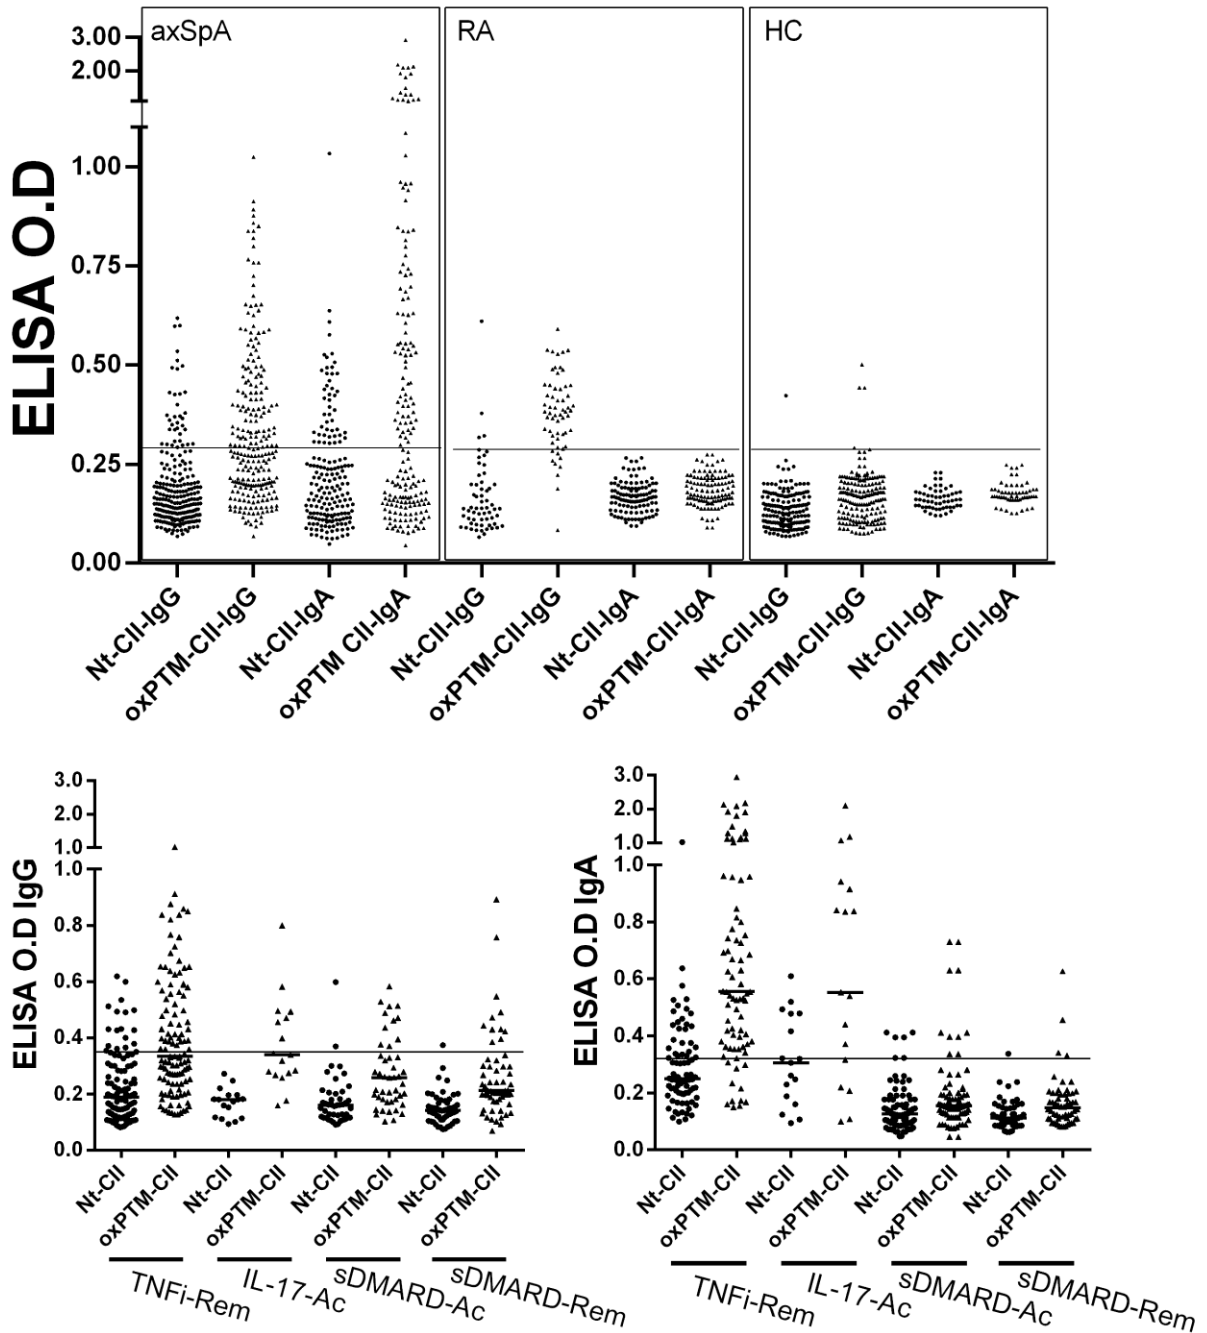 axSpA
RA
HC
ELISA O.D
3.00
2.00
1.00
0.75
0.50
0.25
0.00
Nt-CII-IgG
oxPTM-CII-IgG
Nt-CII-IgA
oxPTM CII-IgA
Nt-CII-IgG
oxPTM-CII-IgG
Nt-CII-IgA
oxPTM-CII-IgA
Nt-CII-IgG
oxPTM-CII-IgG
Nt-CII-IgA
oxPTM-CII-IgA
ELISA O.D IgG
3.0
2.0
1.0
1.0
0.8
0.6
0.4
0.2
0.0
Nt-CII
oxPTM-CII
Nt-CII
oxPTM-CII
Nt-CII
oxPTM-CII
Nt-CII
oxPTM-CII
TNFi-Rem
IL-17-Ac
sDMARD-Ac
sDMARD-Rem
ELISA O.D IgA
3.0
2.0
1.0
1.0
0.8
0.6
0.4
0.2
0.0
Nt-CII
oxPTM-CII
Nt-CII
oxPTM-CII
Nt-CII
oxPTM-CII
Nt-CII
oxPTM-CII
TNFi-Rem
IL-17-Ac
sDMARD-Ac
sDMARD-Rem